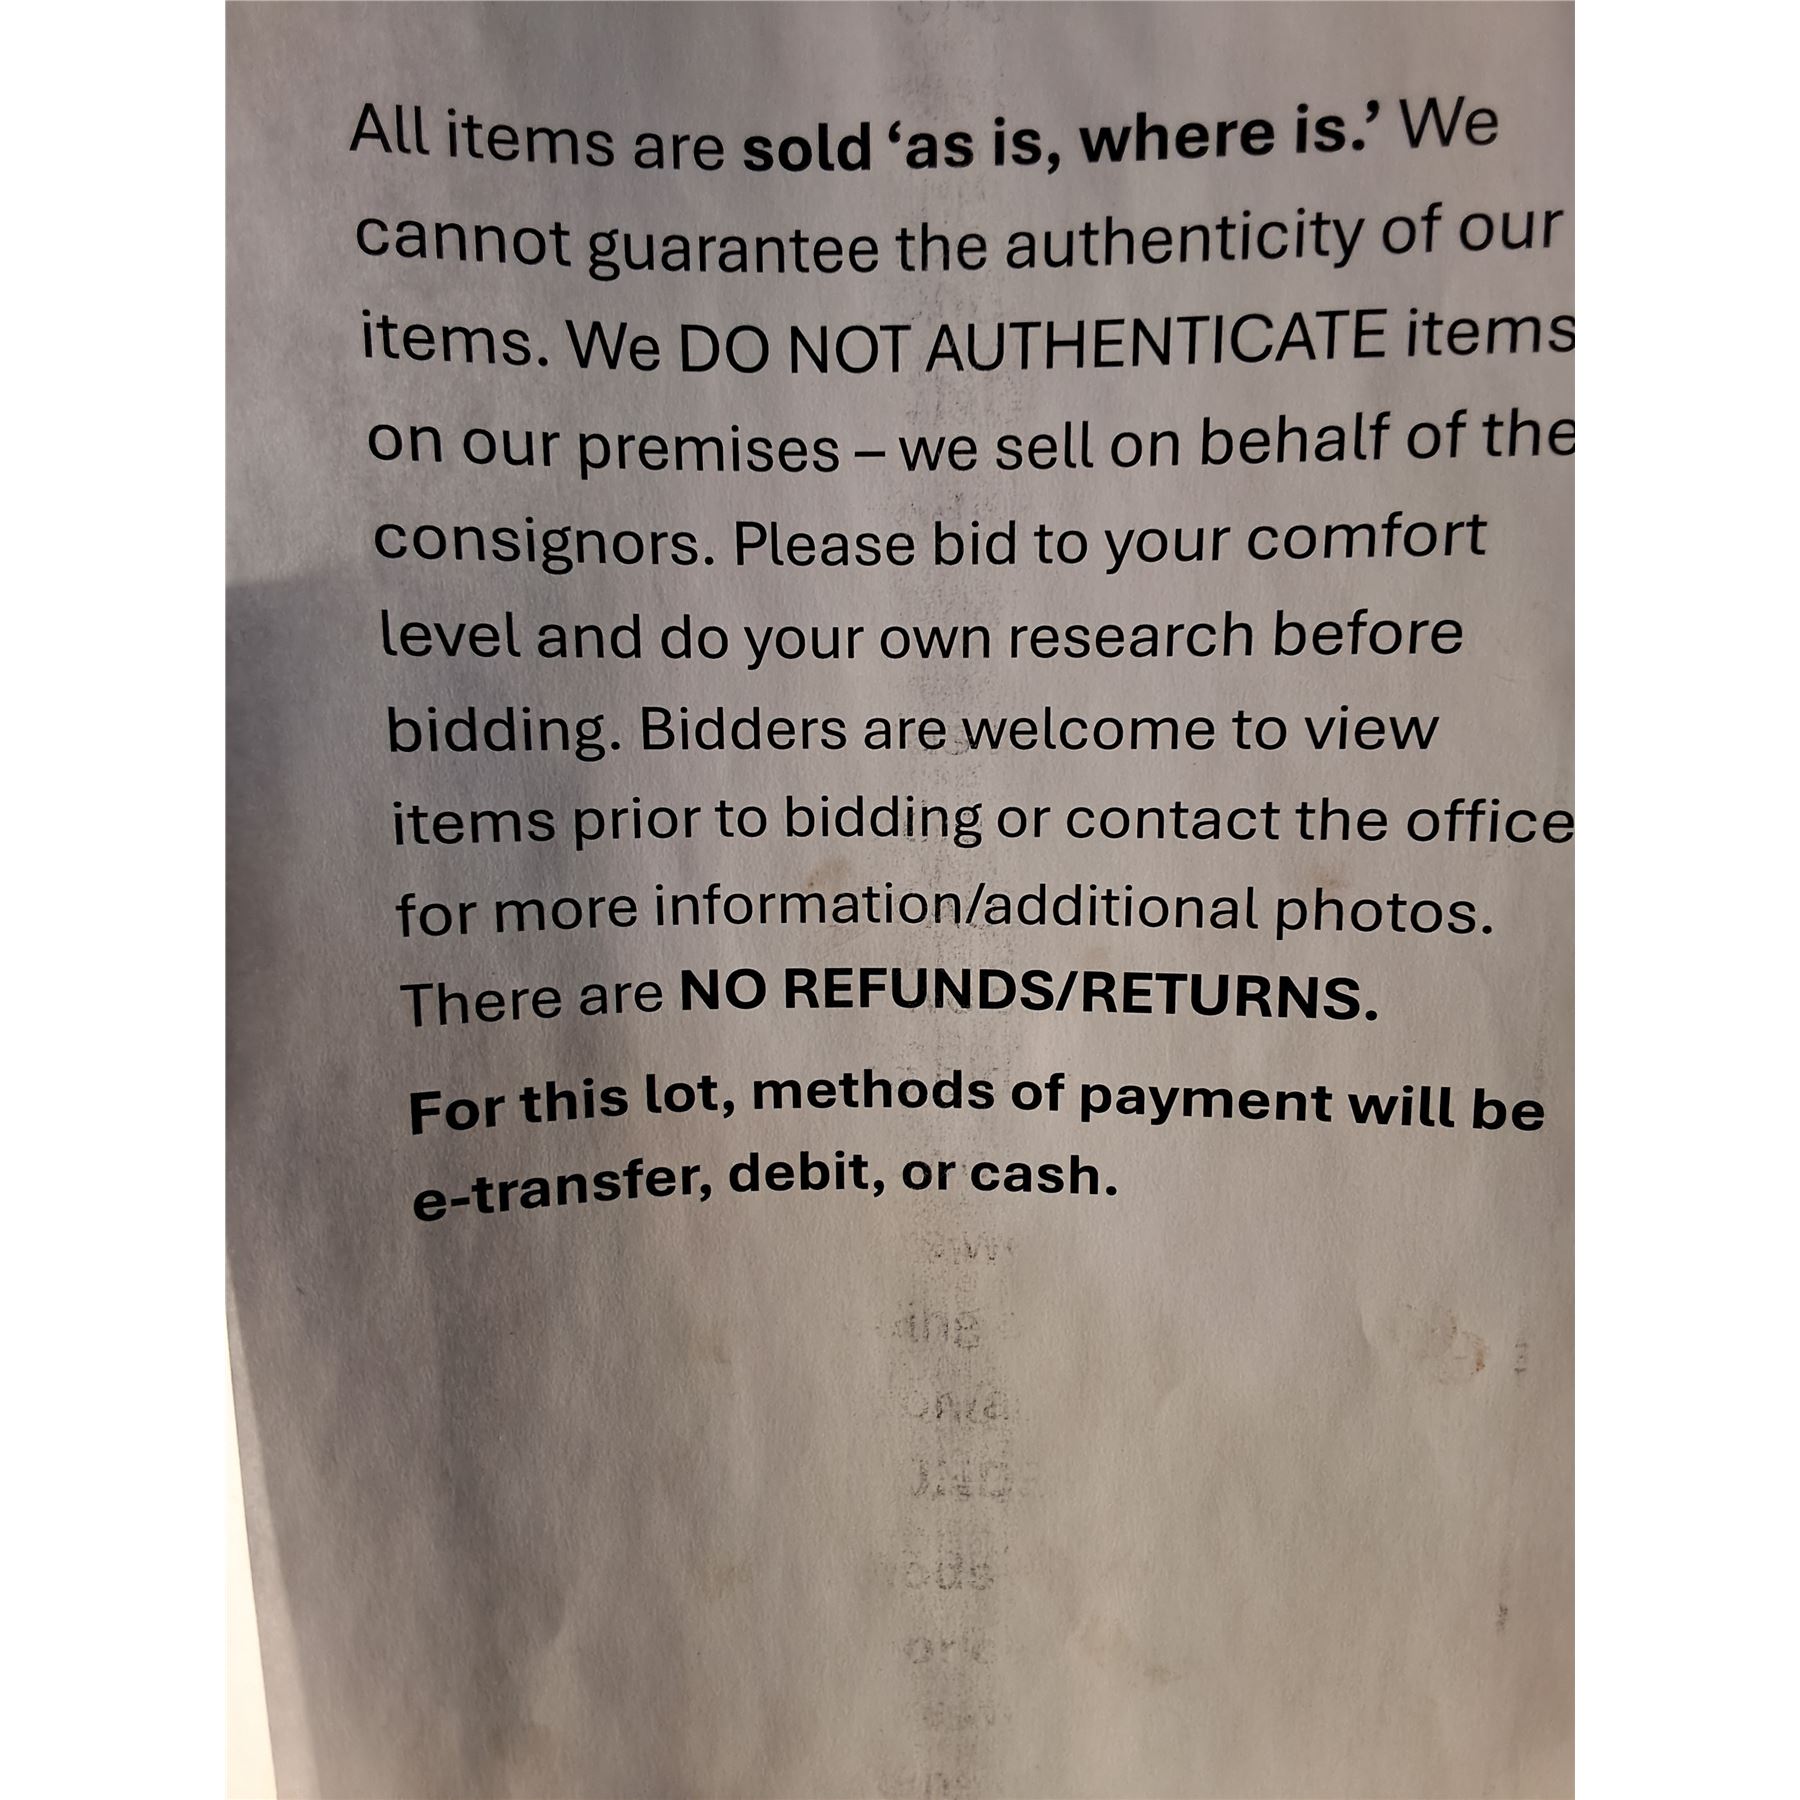 All items are sold ‘as is, where is.’ We
cannot guarantee the authenticity of our
items. We DO NOT AUTHENTICATE items
on our premises – we sell on behalf of the
consignors. Please bid to your comfort
level and do your own research before
bidding. Bidders are welcome to view
items prior to bidding or contact the office
for more information/additional photos.
There are NO REFUNDS/RETURNS.
For this lot, methods of payment will be
e-transfer, debit, or cash.